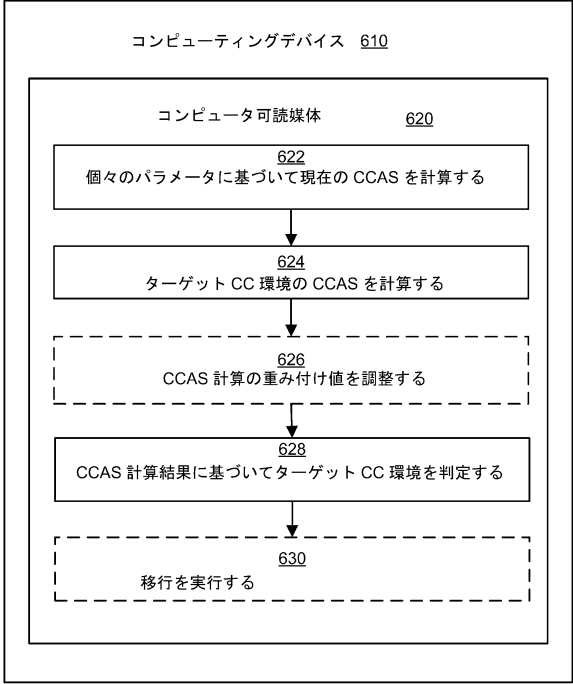 コンピューティングデバイス 610
コンピュータ可読媒体 620
622
個々のパラメータに基づいて現在の CCAS を計算する
624
ターゲット CC 環境の CCAS を計算する
626
CCAS 計算の重み付け値を調整する
628
CCAS 計算結果に基づいてターゲット CC 環境を判定する
630
移行を実行する